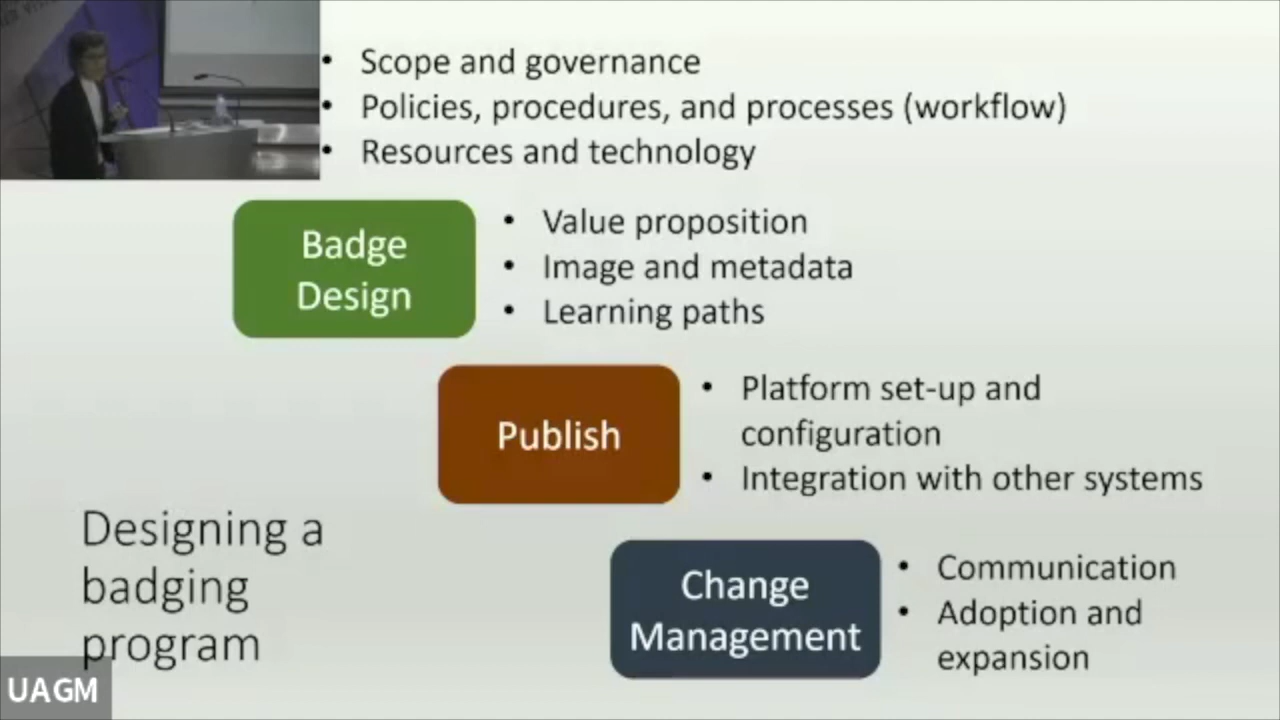 • Scope and governance
• Policies, procedures, and processes (workflow)
• Resources and technology
Badge
Design
• Value proposition
• Image and metadata
• Learning paths
Publish
• Platform set-up and
configuration
• Integration with other systems
Designing a
badging
program
Change
Management
• Communication
• Adoption and
expansion
UAGM